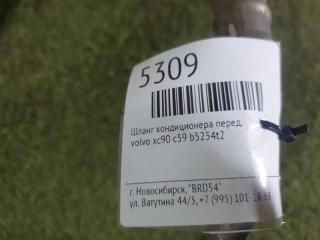 5309
Шланг кондиционера перед.
volvo xc90 c59 b5254t2
г. Новосибирск, "BRD54"
ул. Ватутина 44/3, +7 (995) 101-18-88